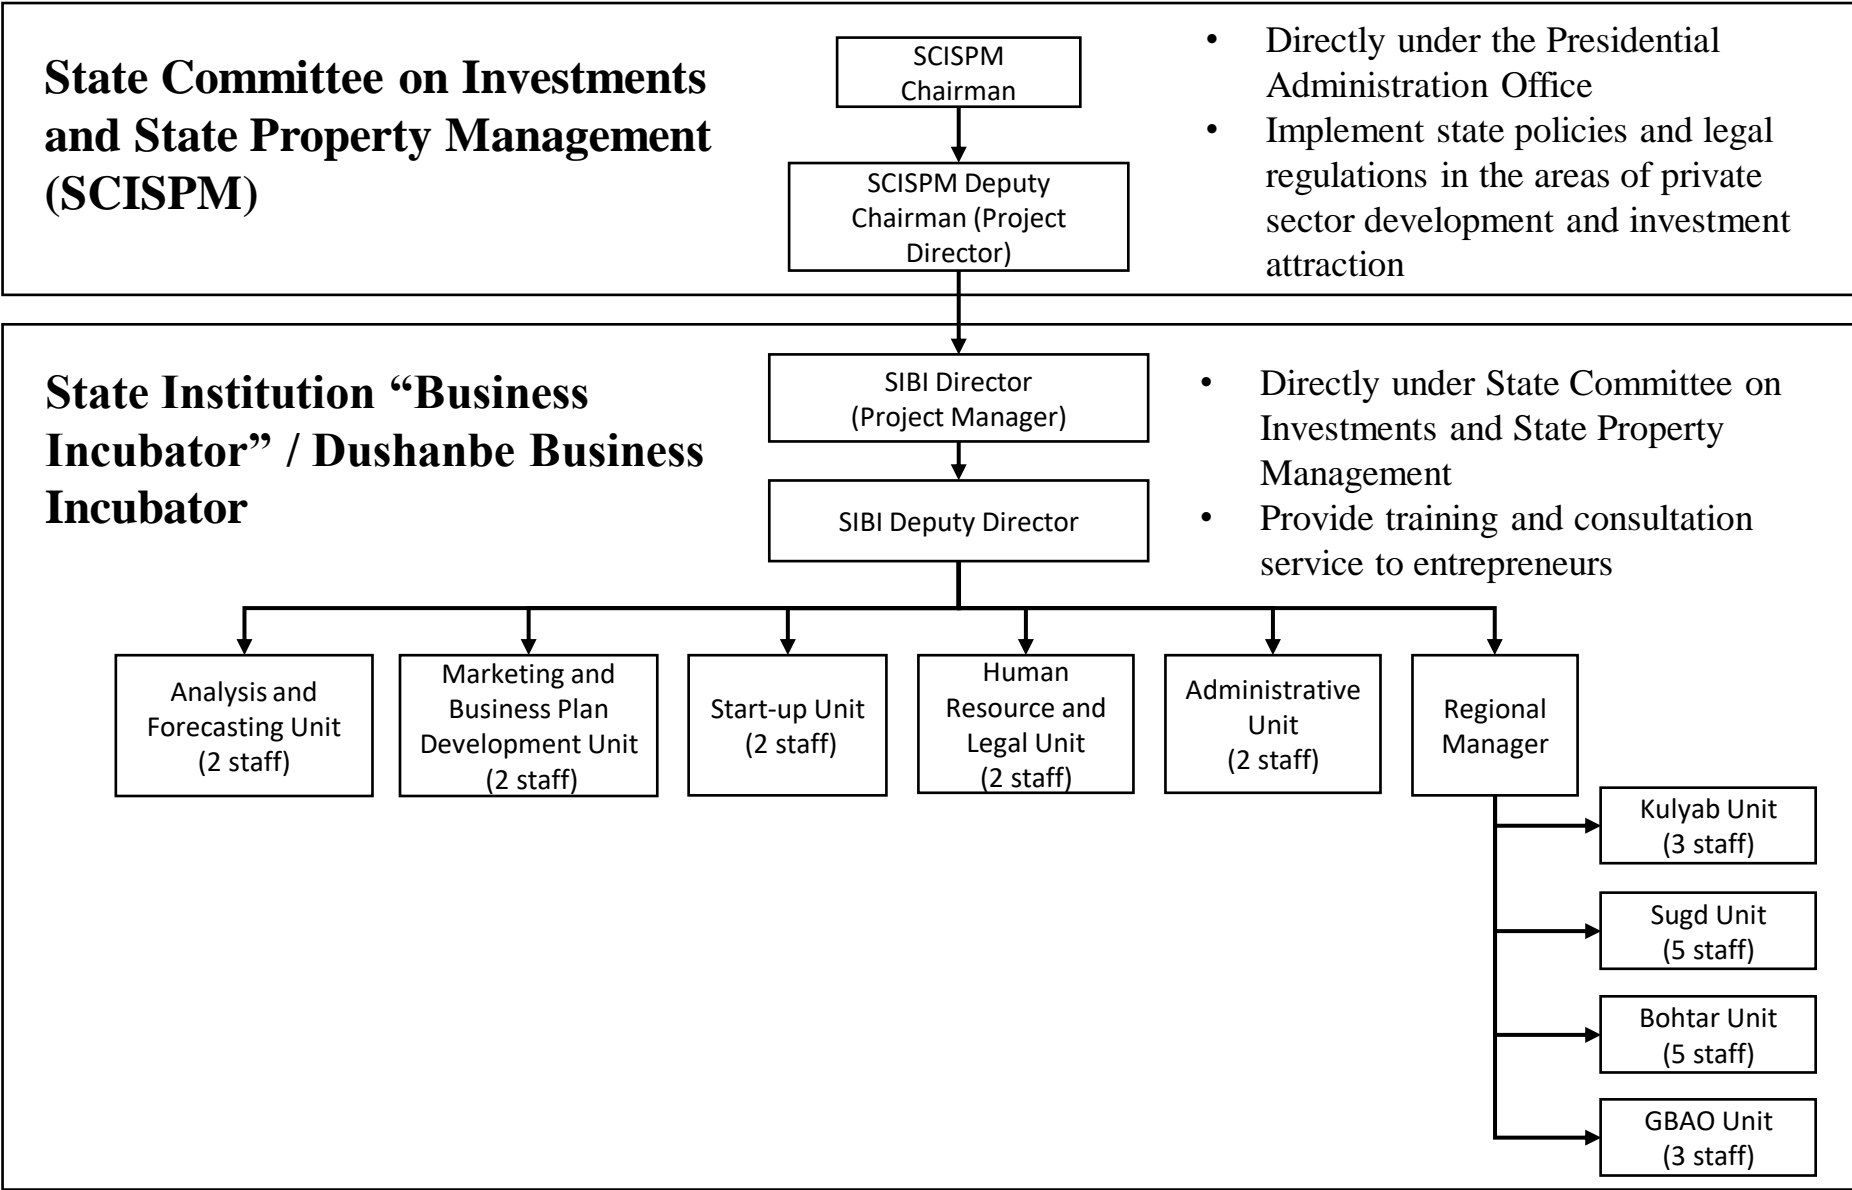 State Committee on Investments
and State Property Management
(SCISPM)
SCISPM
Chairman
SCISPM Deputy
Chairman (Project
Director)
• Directly under the Presidential
Administration Office
• Implement state policies and legal
regulations in the areas of private
sector development and investment
attraction
State Institution “Business
Incubator” / Dushanbe Business
Incubator
SIBI Director
(Project Manager)
SIBI Deputy Director
• Directly under State Committee on
Investments and State Property
Management
• Provide training and consultation
service to entrepreneurs
Analysis and
Forecasting Unit
(2 staff)
Marketing and
Business Plan
Development Unit
(2 staff)
Start-up Unit
(2 staff)
Human
Resource and
Legal Unit
(2 staff)
Administrative
Unit
(2 staff)
Regional
Manager
Kulyab Unit
(3 staff)
Sugd Unit
(5 staff)
Bohtar Unit
(5 staff)
GBAO Unit
(3 staff)